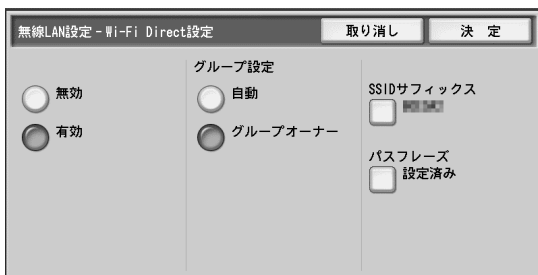 無線LAN設定－Wi-Fi Direct設定
取り消し
決 定
無効
有効
グループ設定
自動
グループオーナー
SSIDサフィックス
パスフレーズ
設定済み